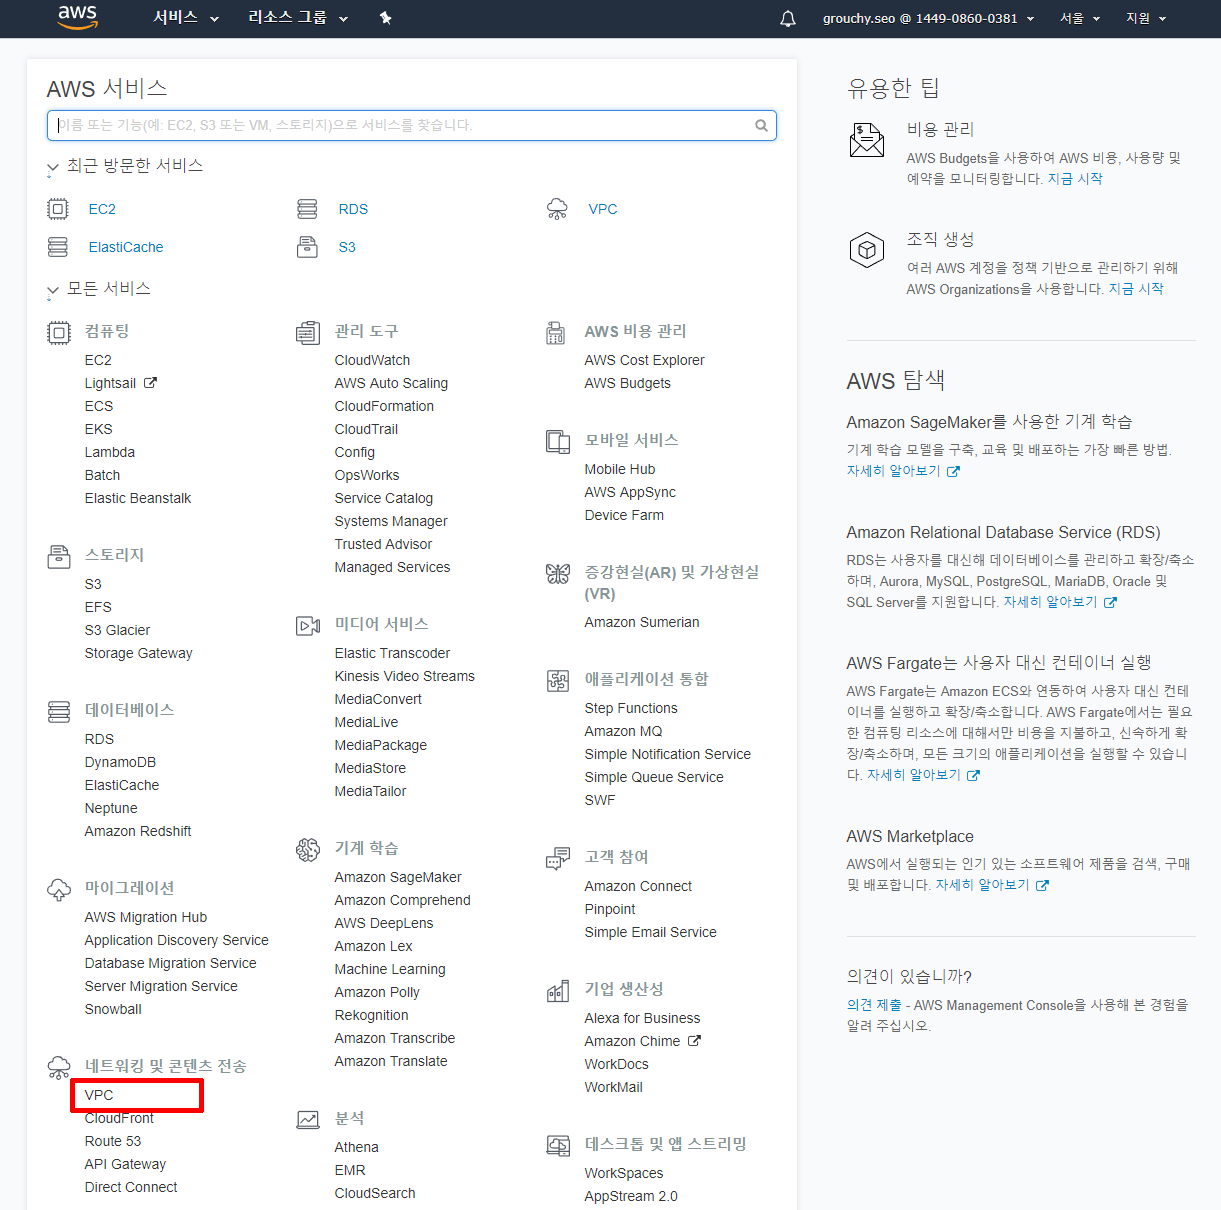 aws
서비스
리소스 그룹
grouchy.seo @ 1449-0860-0381
서울
지원
AWS 서비스
이름 또는 기능(예: EC2, S3 또는 VM, 스토리지)으로 서비스를 찾습니다.
최근 방문한 서비스
EC2
RDS
VPC
ElastiCache
S3
모든 서비스
컴퓨팅
EC2
Lightsail
ECS
EKS
Lambda
Batch
Elastic Beanstalk
스토리지
S3
EFS
S3 Glacier
Storage Gateway
데이터베이스
RDS
DynamoDB
ElastiCache
Neptune
Amazon Redshift
마이그레이션
AWS Migration Hub
Application Discovery Service
Database Migration Service
Server Migration Service
Snowball
네트워킹 및 콘텐츠 전송
VPC
CloudFront
Route 53
API Gateway
Direct Connect
관리 도구
CloudWatch
AWS Auto Scaling
CloudFormation
CloudTrail
Config
OpsWorks
Service Catalog
Systems Manager
Trusted Advisor
Managed Services
미디어 서비스
Elastic Transcoder
Kinesis Video Streams
MediaConvert
MediaLive
MediaPackage
MediaStore
MediaTailor
기계 학습
Amazon SageMaker
Amazon Comprehend
AWS DeepLens
Amazon Lex
Machine Learning
Amazon Polly
Rekognition
Amazon Transcribe
Amazon Translate
분석
Athena
EMR
CloudSearch
AWS 비용 관리
AWS Cost Explorer
AWS Budgets
모바일 서비스
Mobile Hub
AWS AppSync
Device Farm
증강현실(AR) 및 가상현실
(VR)
Amazon Sumerian
애플리케이션 통합
Step Functions
Amazon MQ
Simple Notification Service
Simple Queue Service
SWF
고객 참여
Amazon Connect
Pinpoint
Simple Email Service
기업 생산성
Alexa for Business
Amazon Chime
WorkDocs
WorkMail
데스크톱 및 앱 스트리밍
WorkSpaces
AppStream 2.0
유용한 팁
비용 관리
AWS Budgets을 사용하여 AWS 비용, 사용량 및
예약을 모니터링합니다. 지금 시작
조직 생성
여러 AWS 계정을 정책 기반으로 관리하기 위해
AWS Organizations을 사용합니다. 지금 시작
AWS 탐색
Amazon SageMaker를 사용한 기계 학습
기계 학습 모델을 구축, 교육 및 배포하는 가장 빠른 방법.
자세히 알아보기
Amazon Relational Database Service (RDS)
RDS는 사용자를 대신해 데이터베이스를 관리하고 확장/축소
하며, Aurora, MySQL, PostgreSQL, MariaDB, Oracle 및
SQL Server를 지원합니다. 자세히 알아보기
AWS Fargate는 사용자 대신 컨테이너 실행
AWS Fargate는 Amazon ECS와 연동하여 사용자 대신 컨테
이너를 실행하고 확장/축소합니다. AWS Fargate에서는 필요
한 컴퓨팅 리소스에 대해서만 비용을 지불하고, 신속하게 확
장/축소하며, 모든 크기의 애플리케이션을 실행할 수 있습니
다. 자세히 알아보기
AWS Marketplace
AWS에서 실행되는 인기 있는 소프트웨어 제품을 검색, 구매
및 배포합니다. 자세히 알아보기
의견이 있습니까?
의견 제출 - AWS Management Console을 사용해 본 경험을
알려 주십시오.